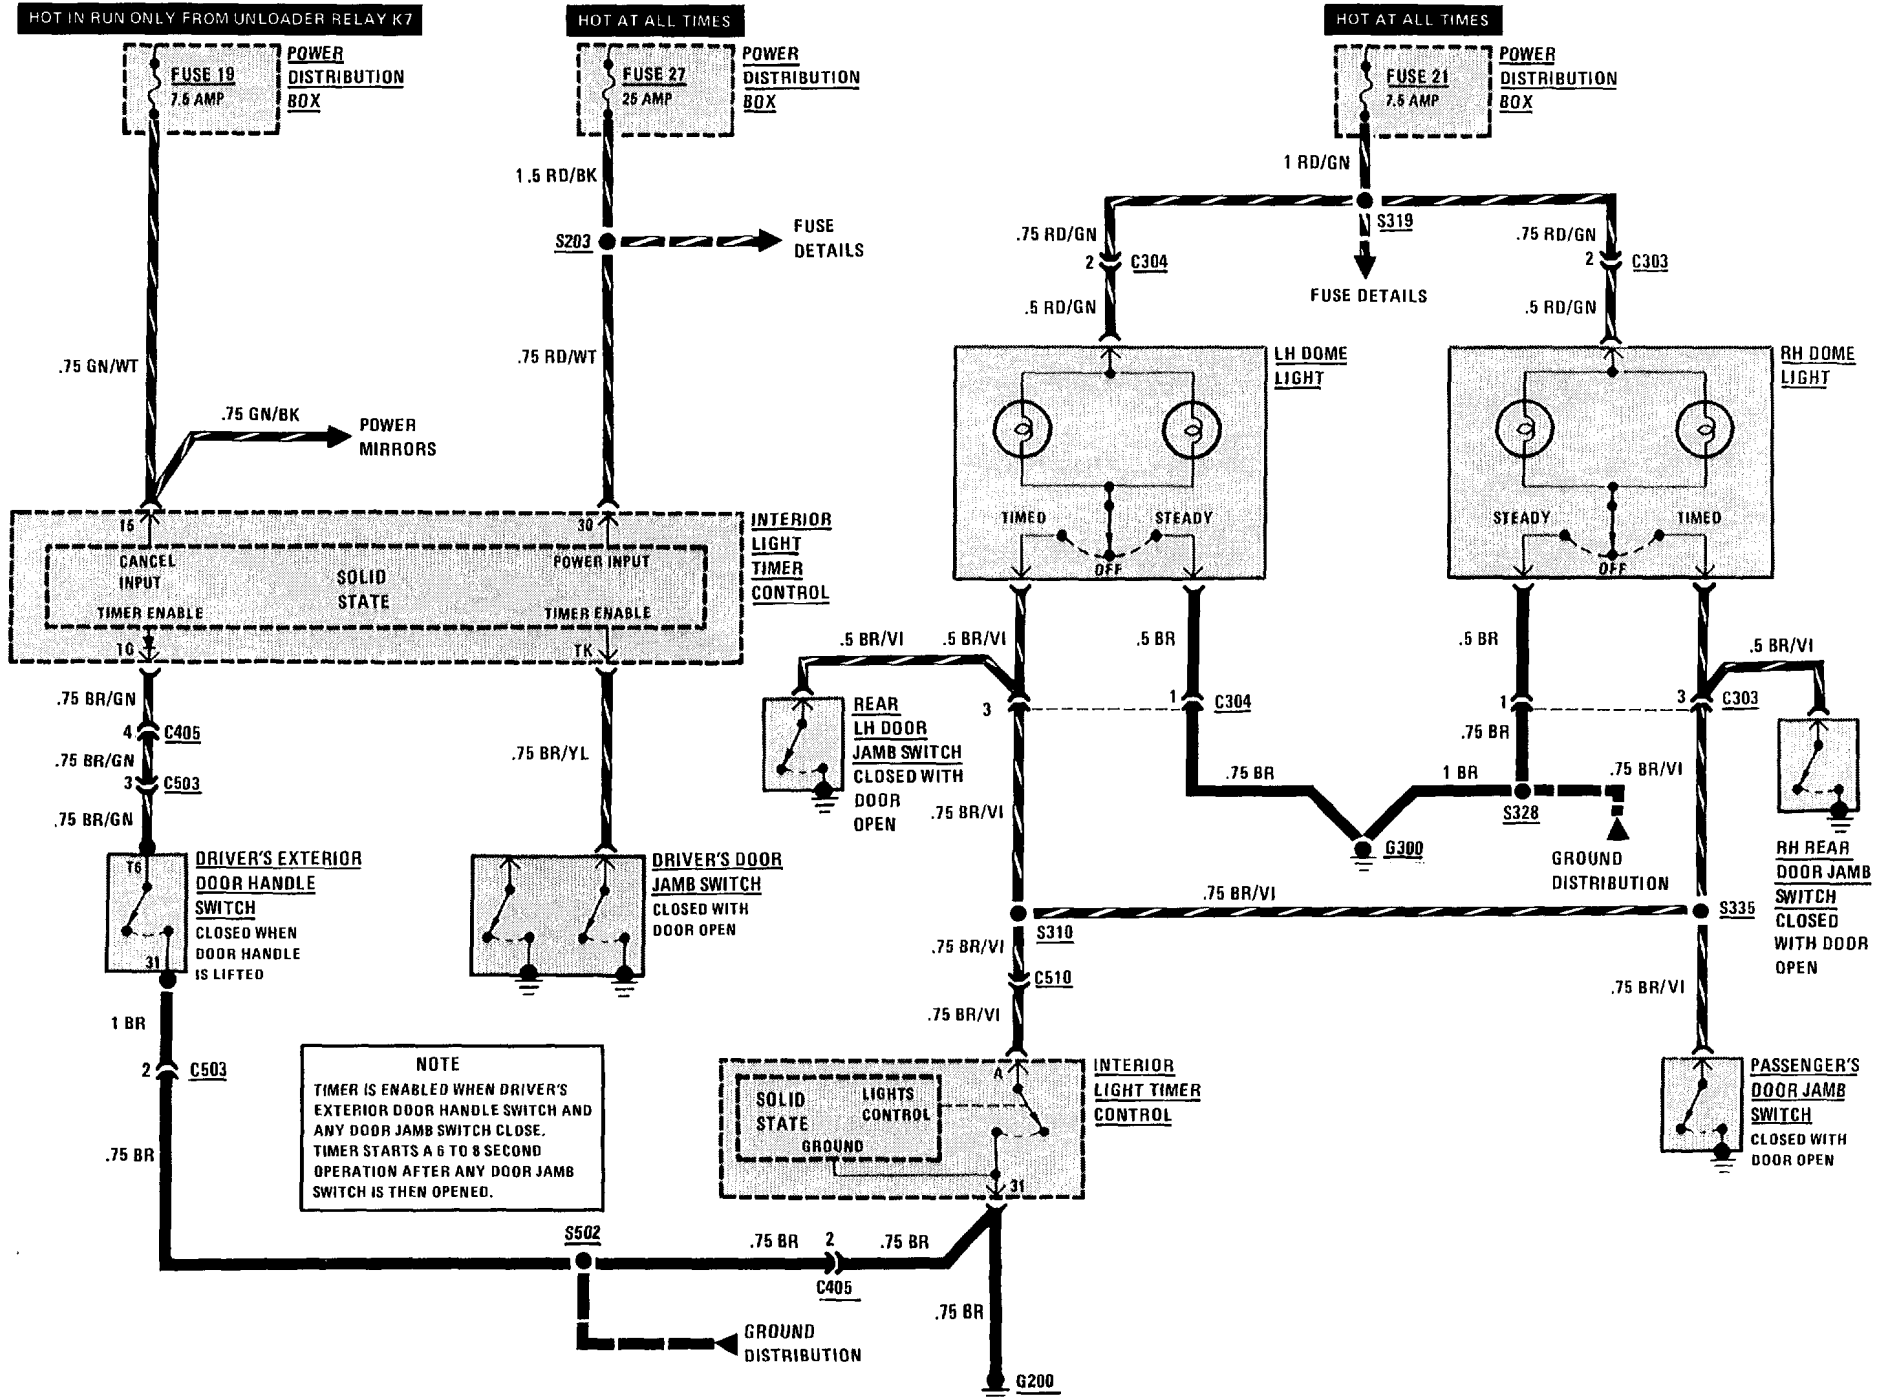 HOT IN RUN ONLY FROM UNLOADER RELAY K7
HOT AT ALL TIMES
HOT AT ALL TIMES
FUSE 19
7.5 AMP
POWER
DISTRIBUTION
BOX
FUSE 27
25 AMP
POWER
DISTRIBUTION
BOX
FUSE 21
7.5 AMP
POWER
DISTRIBUTION
BOX
1.5 RD/BK
S203
FUSE
DETAILS
.75 GN/WT
.75 RD/WT
.75 GN/BK
POWER
MIRRORS
1 RD/GN
S319
FUSE DETAILS
.75 RD/GN
2
C304
.5 RD/GN
.75 RD/GN
2
C303
.5 RD/GN
LH DOME
LIGHT
TIMED
STEADY
OFF
RH DOME
LIGHT
STEADY
TIMED
OFF
15
30
INTERIOR
LIGHT
TIMER
CONTROL
CANCEL
INPUT
SOLID
STATE
POWER INPUT
TIMER ENABLE
TIMER ENABLE
10
TK
.75 BR/GN
4
C405
.75 BR/GN
3
C503
.75 BR/GN
.75 BR/YL
T6
31
DRIVER'S EXTERIOR
DOOR HANDLE
SWITCH
CLOSED WHEN
DOOR HANDLE
IS LIFTED
DRIVER'S DOOR
JAMB SWITCH
CLOSED WITH
DOOR OPEN
.5 BR/VI
.5 BR/VI
.5 BR
.5 BR
.5 BR/VI
REAR
LH DOOR
JAMB SWITCH
CLOSED WITH
DOOR
OPEN
3
1
C304
1
3
C303
.75 BR
.75 BR
1 BR
S328
.75 BR/VI
.75 BR/VI
G300
GROUND
DISTRIBUTION
RH REAR
DOOR JAMB
SWITCH
CLOSED
WITH DOOR
OPEN
.75 BR/VI
S310
S335
.75 BR/VI
C510
.75 BR/VI
.75 BR/VI
1 BR
2
C503
.75 BR
NOTE
TIMER IS ENABLED WHEN DRIVER'S
EXTERIOR DOOR HANDLE SWITCH AND
ANY DOOR JAMB SWITCH CLOSE.
TIMER STARTS A 6 TO 8 SECOND
OPERATION AFTER ANY DOOR JAMB
SWITCH IS THEN OPENED.
A
SOLID
STATE
LIGHTS
CONTROL
GROUND
31
INTERIOR
LIGHT TIMER
CONTROL
PASSENGER'S
DOOR JAMB
SWITCH
CLOSED WITH
DOOR OPEN
S502
.75 BR
2
C405
.75 BR
.75 BR
GROUND
DISTRIBUTION
G200